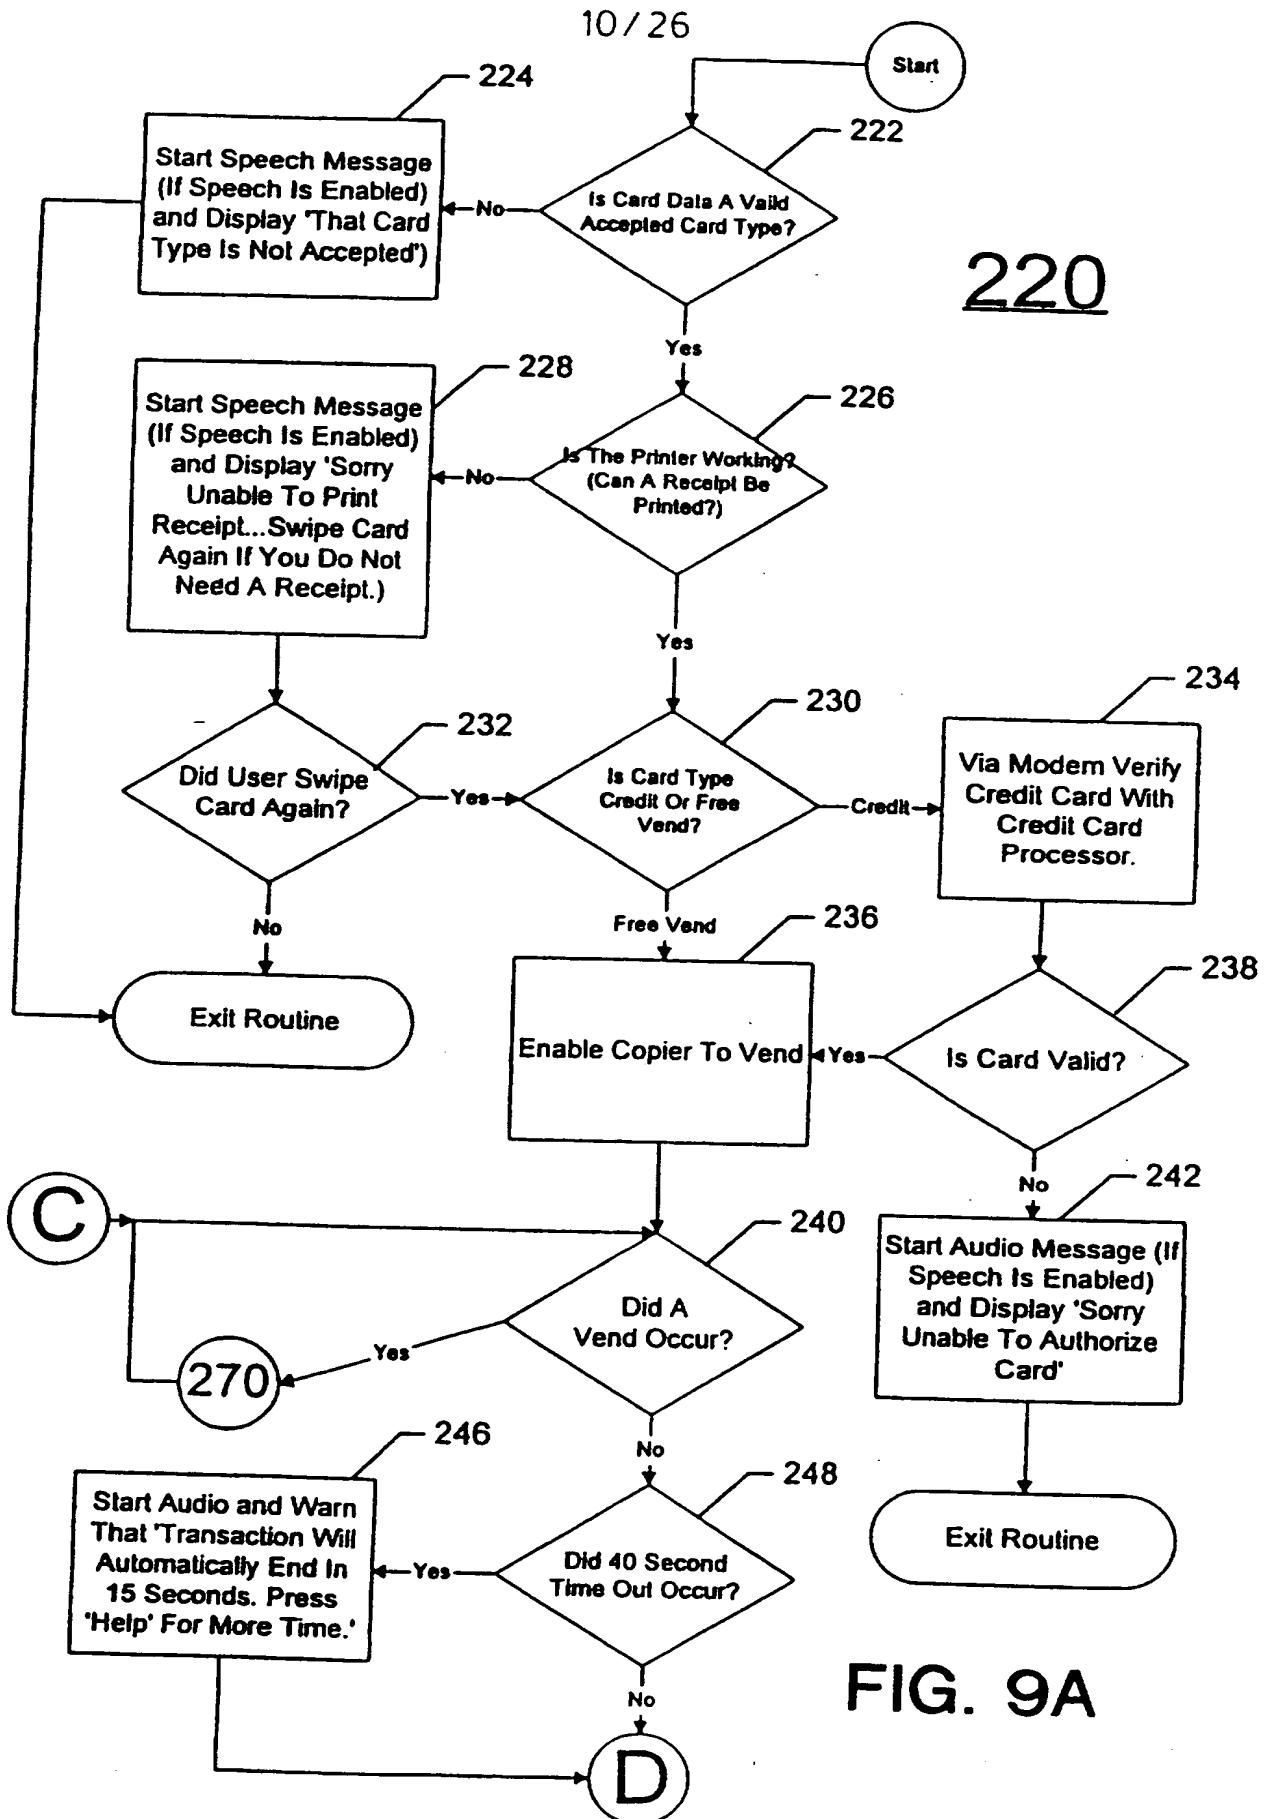 10/26
Start
224
222
Start Speech Message
(If Speech Is Enabled)
and Display 'That Card
Type Is Not Accepted')
No
Is Card Data A Valid
Accepted Card Type?
220
Yes
228
226
Start Speech Message
(If Speech Is Enabled)
and Display 'Sorry
Unable To Print
Receipt...Swipe Card
Again If You Do Not
Need A Receipt.)
No
Is The Printer Working?
(Can A Receipt Be
Printed?)
Yes
232
230
234
Did User Swipe
Card Again?
Yes
Is Card Type
Credit Or Free
Vend?
Credit
Via Modem Verify
Credit Card With
Credit Card
Processor.
No
Free Vend
236
238
Exit Routine
Enable Copier To Vend
Yes
Is Card Valid?
No
242
C
240
Did A
Vend Occur?
Yes
270
Start Audio Message (If
Speech Is Enabled)
and Display 'Sorry
Unable To Authorize
Card'
No
246
248
Start Audio and Warn
That 'Transaction Will
Automatically End In
15 Seconds. Press
'Help' For More Time.'
Yes
Did 40 Second
Time Out Occur?
Exit Routine
No
D
FIG. 9A